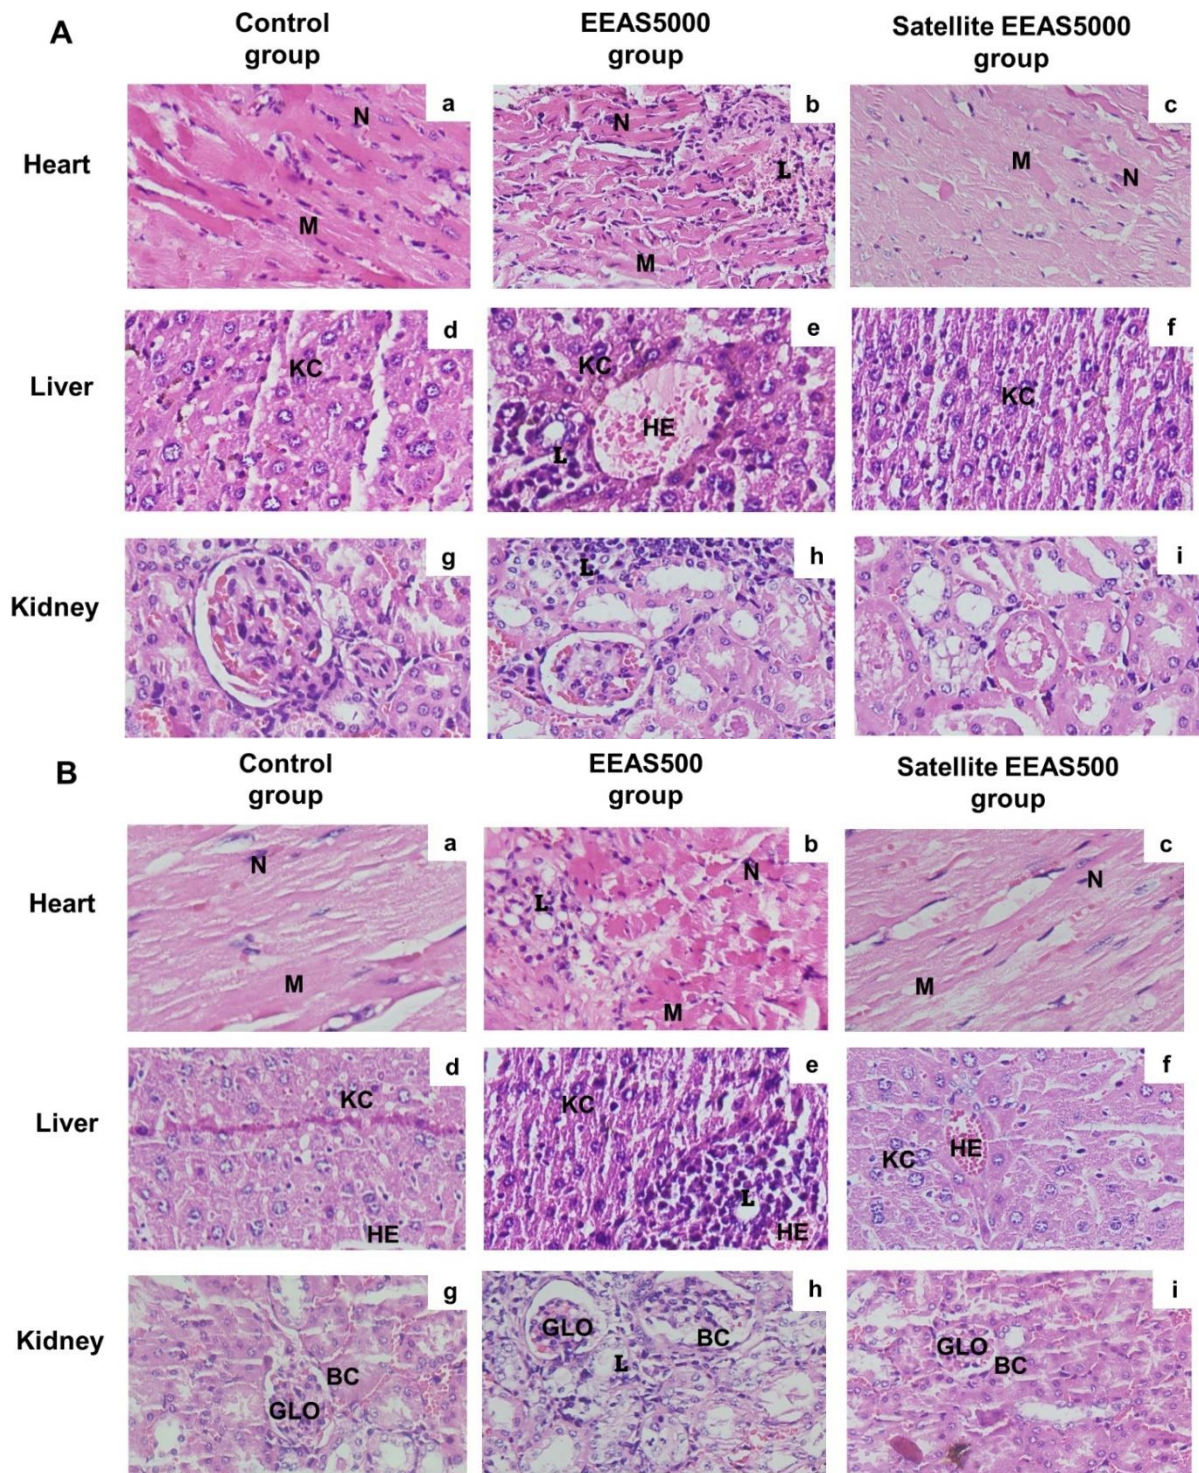 A
Control
group
EEAS5000
group
Satellite EEAS5000
group
Heart
a
N
M
b
N
L
M
c
M
N
Liver
d
KC
e
KC
HE
L
f
KC
Kidney
g
h
L
i
B
Control
group
EEAS500
group
Satellite EEAS500
group
Heart
a
N
M
b
N
L
M
c
N
M
Liver
d
KC
HE
e
KC
L
HE
f
HE
KC
Kidney
g
BC
GLO
h
GLO
BC
L
i
GLO
BC